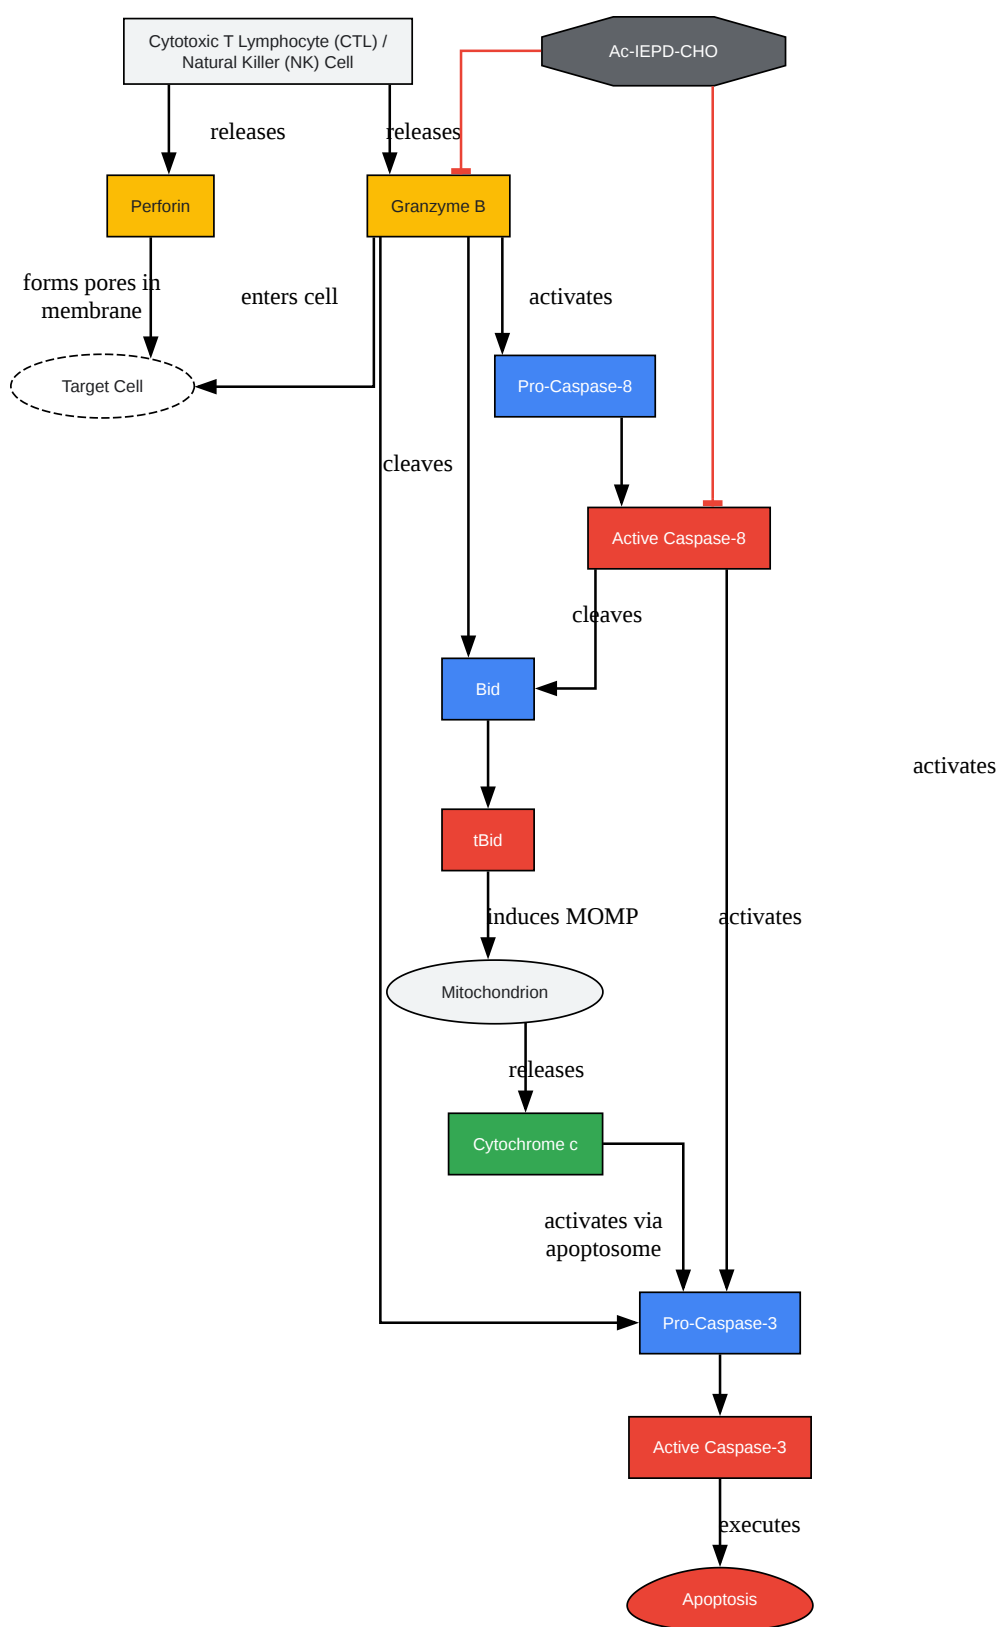 Cytotoxic T Lymphocyte (CTL) /
Natural Killer (NK) Cell
Ac-IEPD-CHO
releases
releases
Perforin
Granzyme B
forms pores in
membrane
enters cell
activates
Target Cell
Pro-Caspase-8
cleaves
Active Caspase-8
cleaves
Bid
activates
tBid
induces MOMP
activates
Mitochondrion
releases
Cytochrome c
activates via
apoptosome
Pro-Caspase-3
Active Caspase-3
executes
Apoptosis